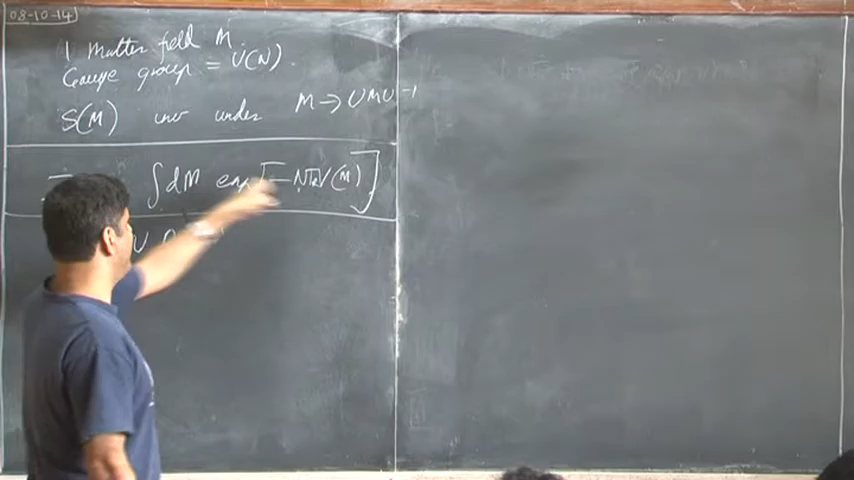 08-10-14
1 Matter field M.
Gauge group = U(N).
S(M) inv under M → UMU-1
∫dM exp[-NTrV(M)]